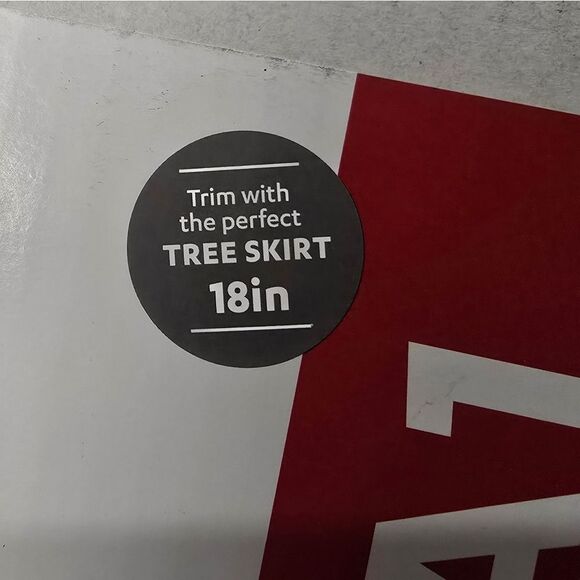 Trim with
the perfect
TREE SKIRT
18in